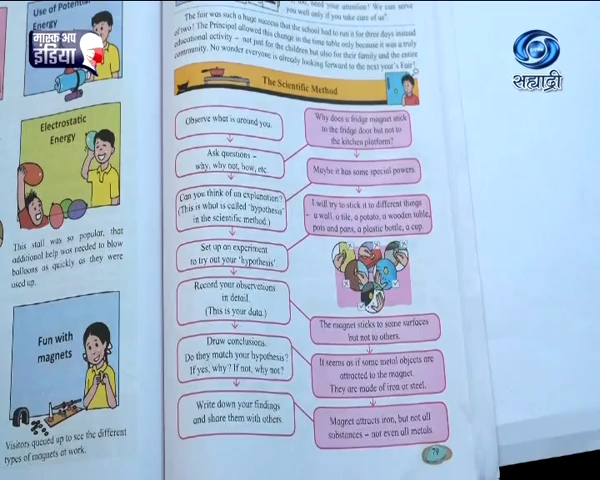 मास्क अप
इंडिया
सह्याद्री
Use of Potential
Energy
Electrostatic
Energy
This stall was so popular, that
additional help was needed to blow
balloons as quickly as they were
used up.
Fun with
magnets
Visitors queued up to see the different
types of magnets at work.
need your attention! We can serve
you well only if you take care of us".
The fair was such a huge success that the school had to run it for three days instead
of two! The Principal allowed this change in the time table only because it was a truly
educational activity – not just for the children but also for their family and the entire
community. No wonder everyone is already looking forward to the next year's Fair!
The Scientific Method
Observe what is around you.
Ask questions –
why, why not, how, etc.
Can you think of an explanation?
(This is what is called 'hypothesis'
in the scientific method.)
Set up an experiment
to try out your 'hypothesis'
Record your observations
in detail.
(This is your data.)
Draw conclusions.
Do they match your hypothesis?
If yes, why? If not, why not?
Write down your findings
and share them with others.
Why does a fridge magnet stick
to the fridge door but not to
the kitchen platform?
Maybe it has some special powers.
I will try to stick it to different things
– a wall, a tile, a potato, a wooden table,
pots and pans, a plastic bottle, a cup.
The magnet sticks to some surfaces
but not to others.
It seems as if some metal objects are
attracted to the magnet.
They are made of iron or steel.
Magnet attracts iron, but not all
substances – not even all metals.
79